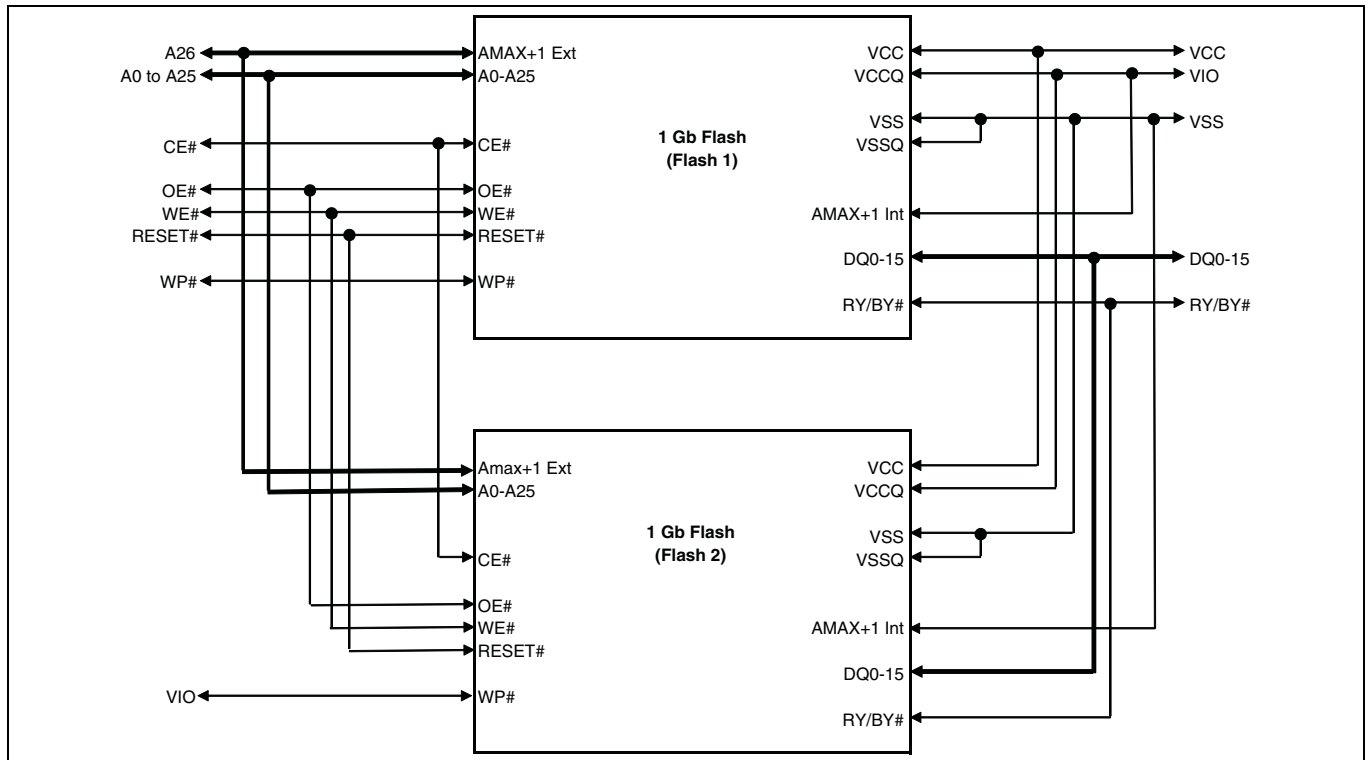 A26 AMAX+1 Ext VCC VCC
A0 to A25 A0-A25 VCCQ VIO
1 Gb Flash
(Flash 1)
CE# CE# VSS VSS
VSSQ
OE# OE#
WE# WE# AMAX+1 Int
RESET# RESET#
DQ0-15 DQ0-15
WP# WP#
RY/BY# RY/BY#
Amax+1 Ext VCC
A0-A25 VCCQ
1 Gb Flash
(Flash 2)
VSS
CE# VSSQ
OE#
WE# AMAX+1 Int
RESET#
DQ0-15
VIO WP#
RY/BY#